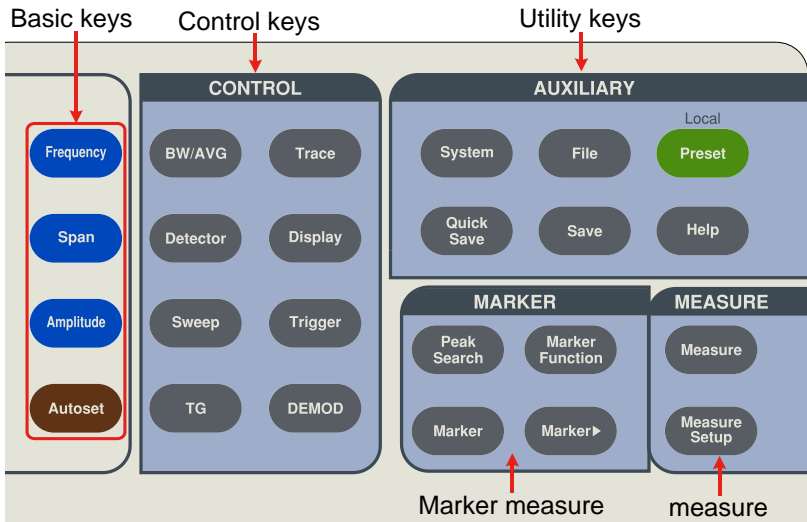 Basic keys
Control keys
Utility keys
CONTROL
AUXILIARY
Local
Frequency
BW/AVG
Trace
System
File
Preset
Span
Detector
Display
Quick
Save
Save
Help
MARKER
MEASURE
Amplitude
Sweep
Trigger
Peak
Search
Marker
Function
Measure
Autoset
TG
DEMOD
Marker
Marker▶
Measure
Setup
Marker measure
measure